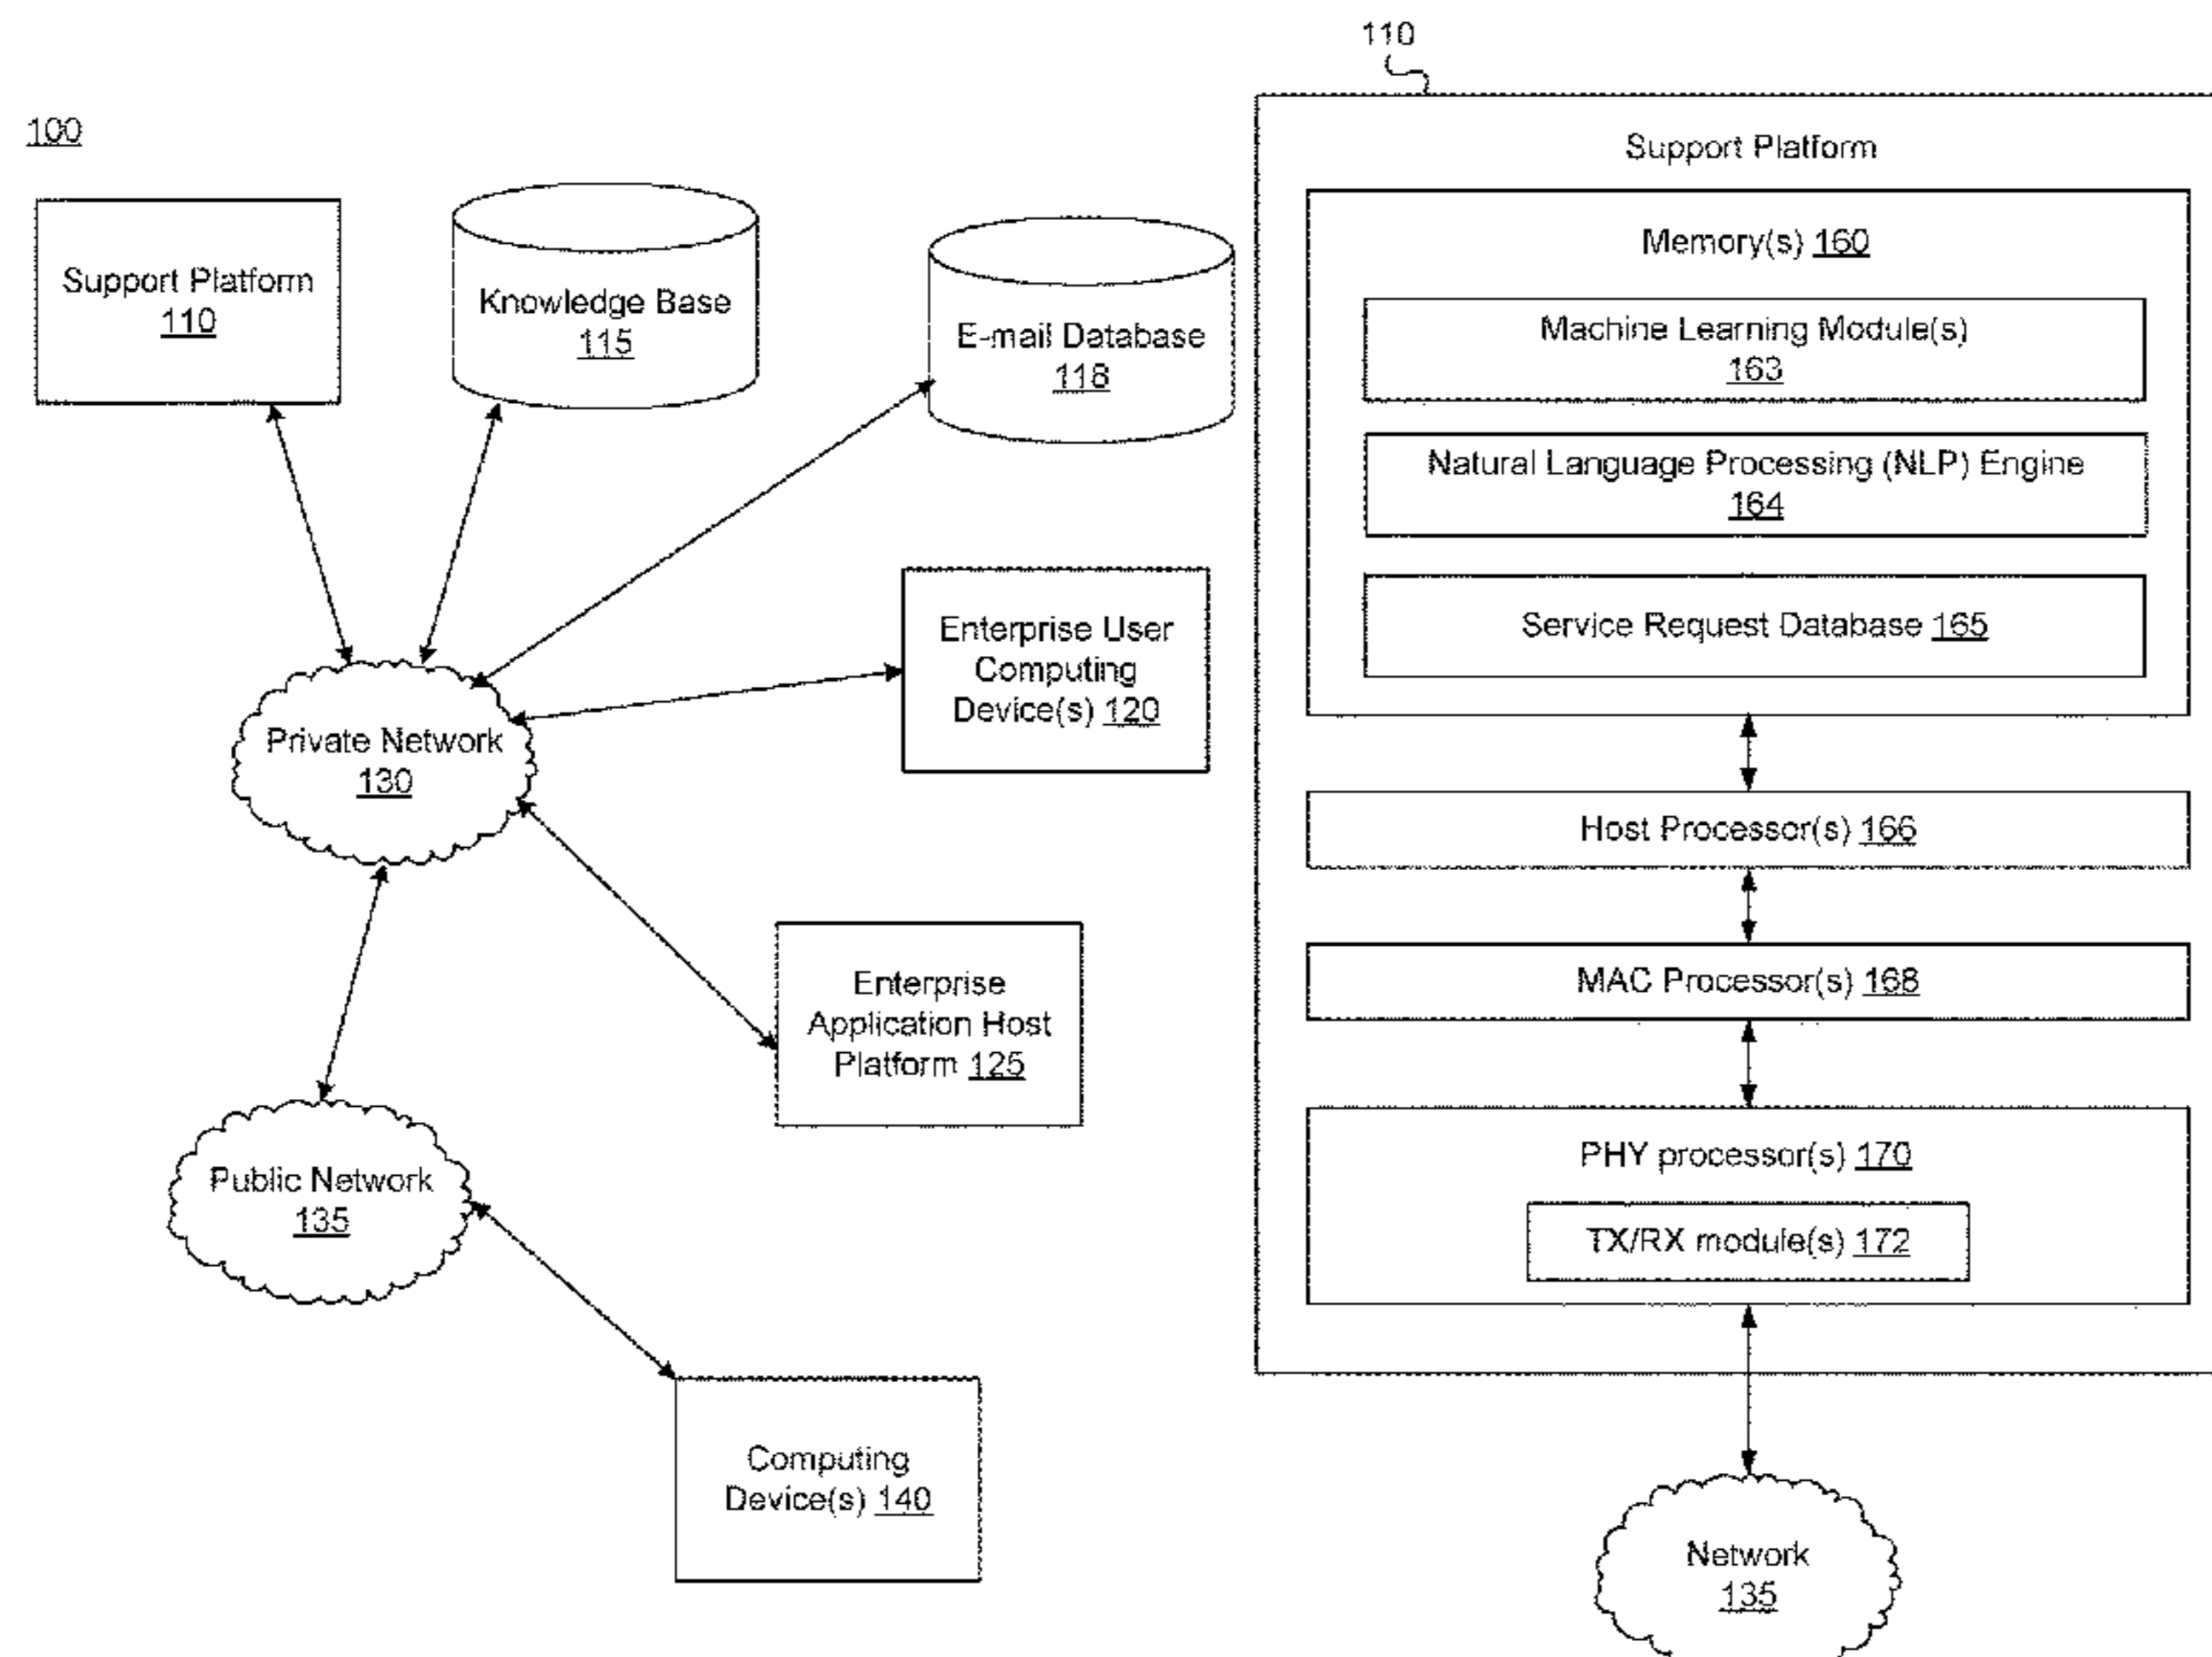 100
Support Platform
110
Knowledge Base
115
E-mail Database
118
Enterprise User
Computing
Device(s) 120
Private Network
130
Enterprise
Application Host
Platform 125
Public Network
135
Computing
Device(s) 140
110
Support Platform
Memory(s) 160
Machine Learning Module(s)
163
Natural Language Processing (NLP) Engine
164
Service Request Database 165
Host Processor(s) 166
MAC Processor(s) 168
PHY processor(s) 170
TX/RX module(s) 172
Network
135